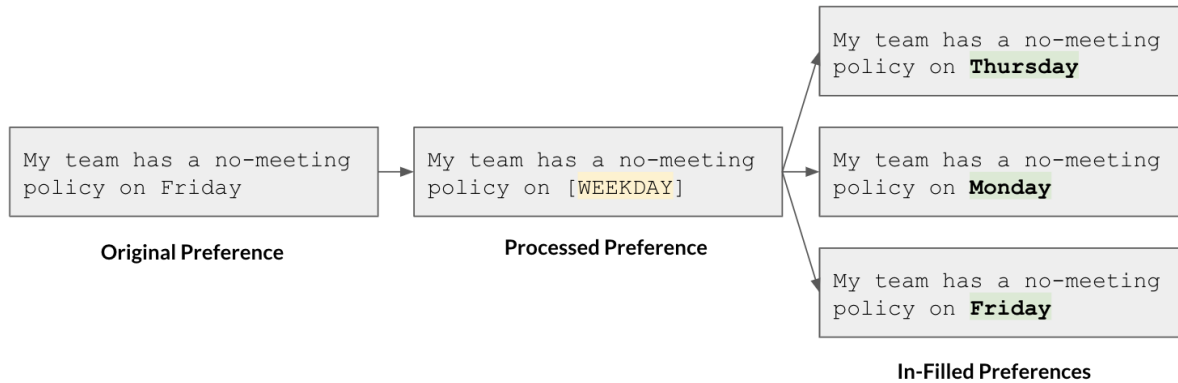 My team has a no-meeting
policy on Friday
Original Preference
My team has a no-meeting
policy on [WEEKDAY]
Processed Preference
My team has a no-meeting
policy on Thursday
My team has a no-meeting
policy on Monday
My team has a no-meeting
policy on Friday
In-Filled Preferences